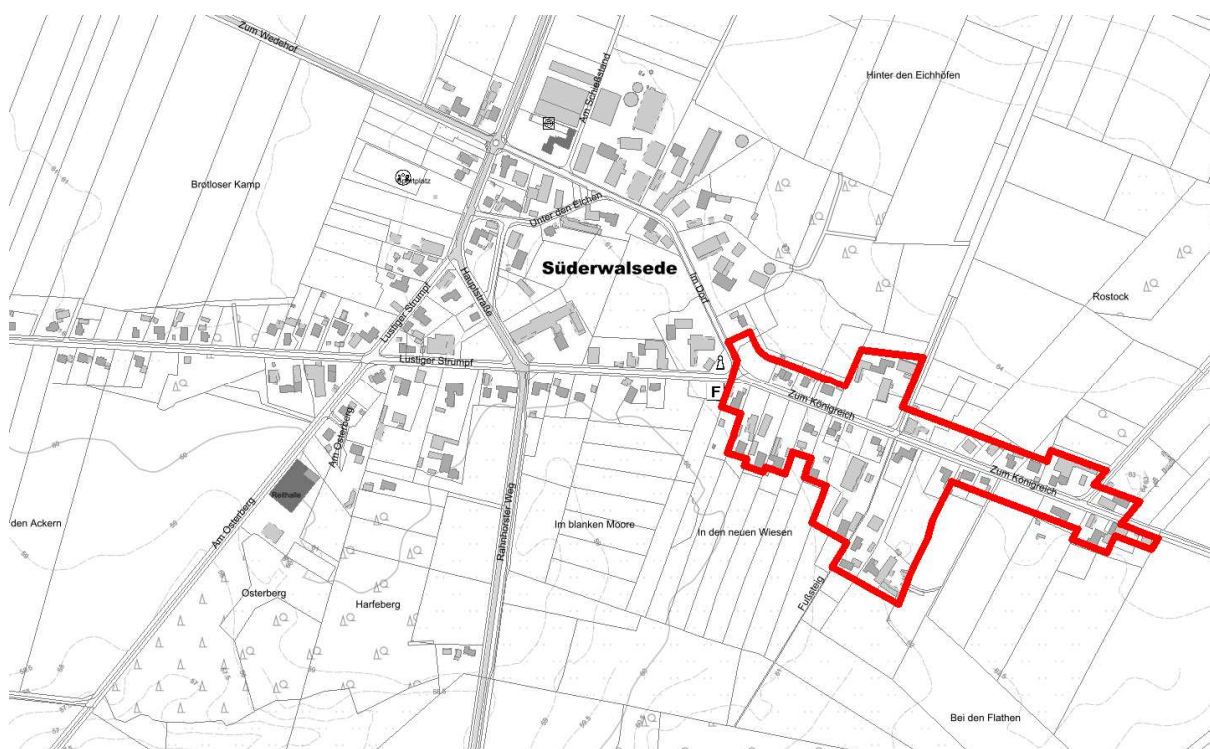 Zum Wedehof
Am Schießstand
Hinter den Eichhöfen
Brotloser Kamp
Unter den Eichen
Süderwalsede
Im Dorf
Rostock
Hauptstraße
Lustiger Strumpf
Lustiger Strumpf
F
Zum Königreich
Zum Königreich
Am Osterberg
Reithalle
den Ackern
Am Osterberg
Rahnhorster Weg
Im blanken Moore
In den neuen Wiesen
Fußsteig
Osterberg
Harfeberg
Bei den Flathen